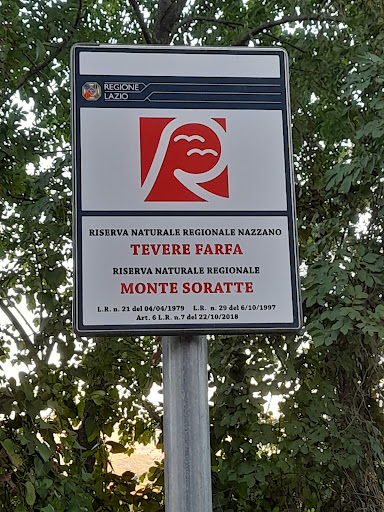 REGIONE
LAZIO
RISERVA NATURALE REGIONALE NAZZANO
TEVERE FARFA
RISERVA NATURALE REGIONALE
MONTE SORATTE
L.R. n. 21 del 04/04/1979 L.R. n. 29 del 6/10/1997
Art. 6 L.R. n.7 del 22/10/2018